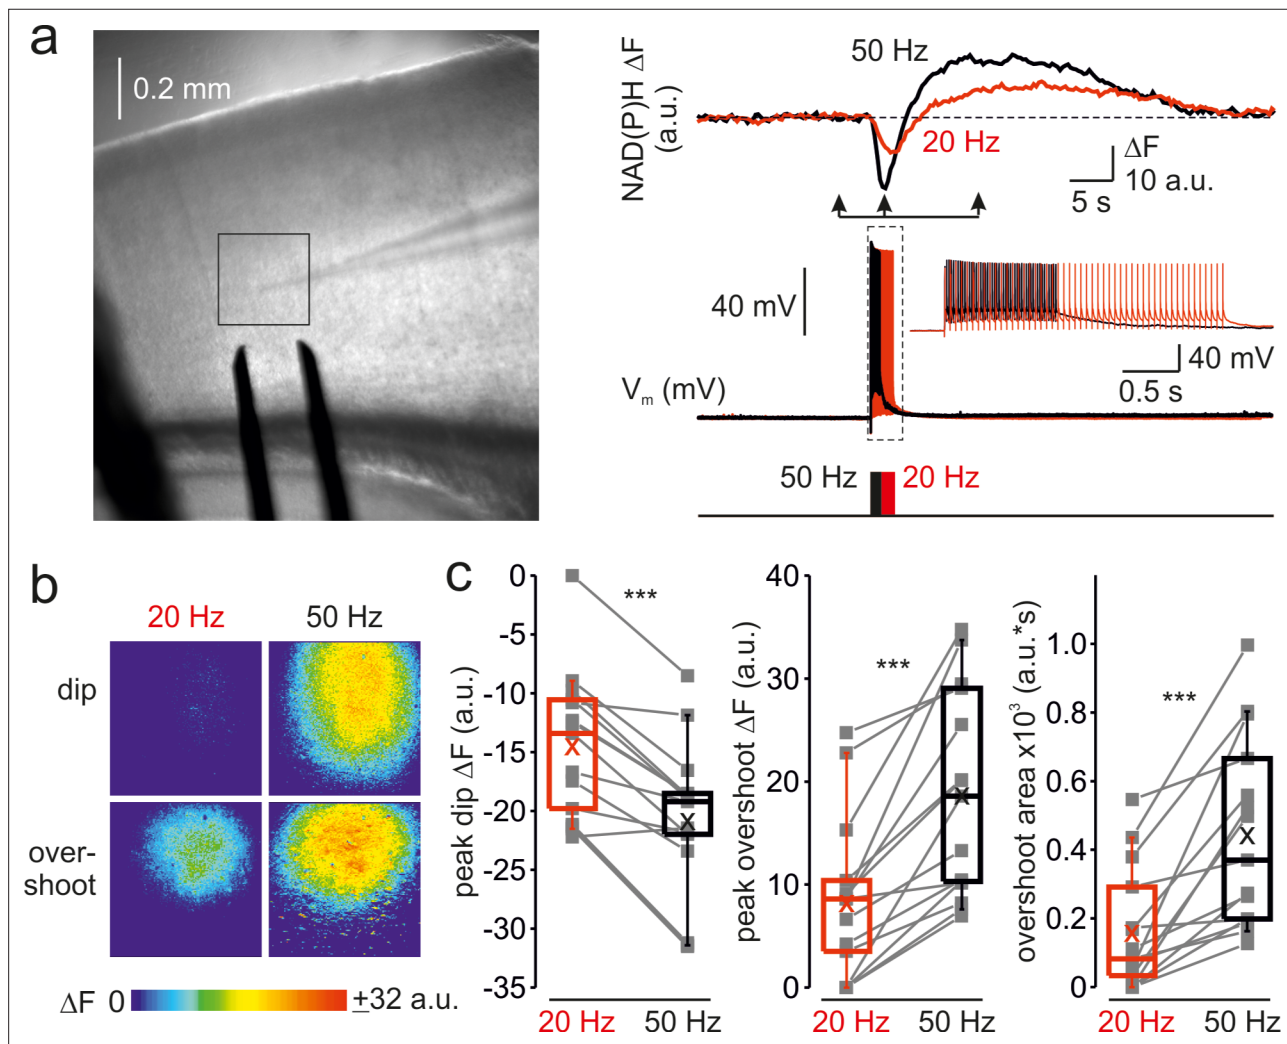 a
0.2 mm
NAD(P)H ΔF
(a.u.)
50 Hz
20 Hz
ΔF
10 a.u.
5 s
40 mV
40 mV
0.5 s
Vm (mV)
50 Hz
20 Hz
b
20 Hz
50 Hz
dip
over-
shoot
ΔF
0
±32 a.u.
c
peak dip ΔF (a.u.)
0
-5
-10
-15
-20
-25
-30
-35
***
20 Hz
50 Hz
peak overshoot ΔF (a.u.)
40
30
20
10
0
***
20 Hz
50 Hz
overshoot area x10³ (a.u.*s)
1.0
0.8
0.6
0.4
0.2
0
***
20 Hz
50 Hz